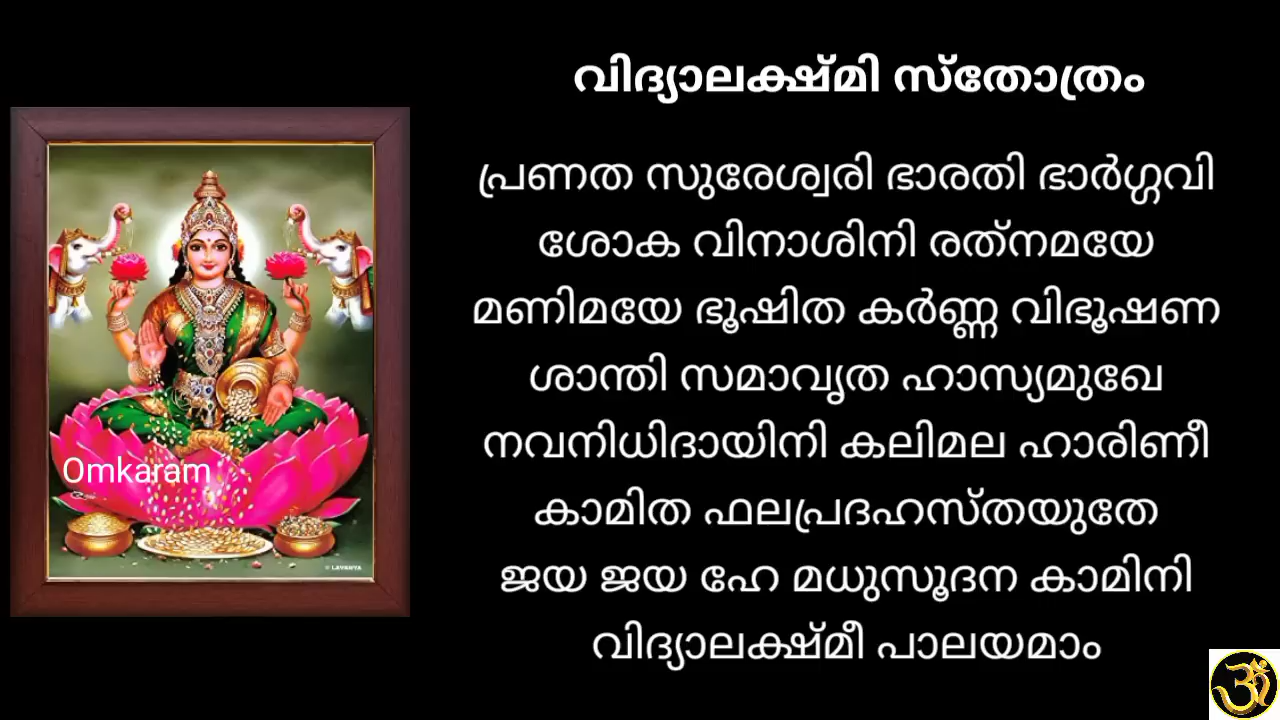 വിദ്യാലക്ഷ്മി സ്തോത്രം
പ്രണത സുരേശ്വരി ഭാരതി ഭാർഗ്ഗവി
ശോക വിനാശിനി രത്‌നമയേ
മണിമയേ ഭൂഷിത കർണ്ണ വിഭൂഷണ
ശാന്തി സമാവൃത ഹാസ്യമുഖേ
നവനിധിദായിനി കലിമല ഹാരിണീ
കാമിത ഫലപ്രദഹസ്തയുതേ
ജയ ജയ ഹേ മധുസൂദന കാമിനി
വിദ്യാലക്ഷ്മീ പാലയമാം
Omkaram
© LAVANYA
ॐ